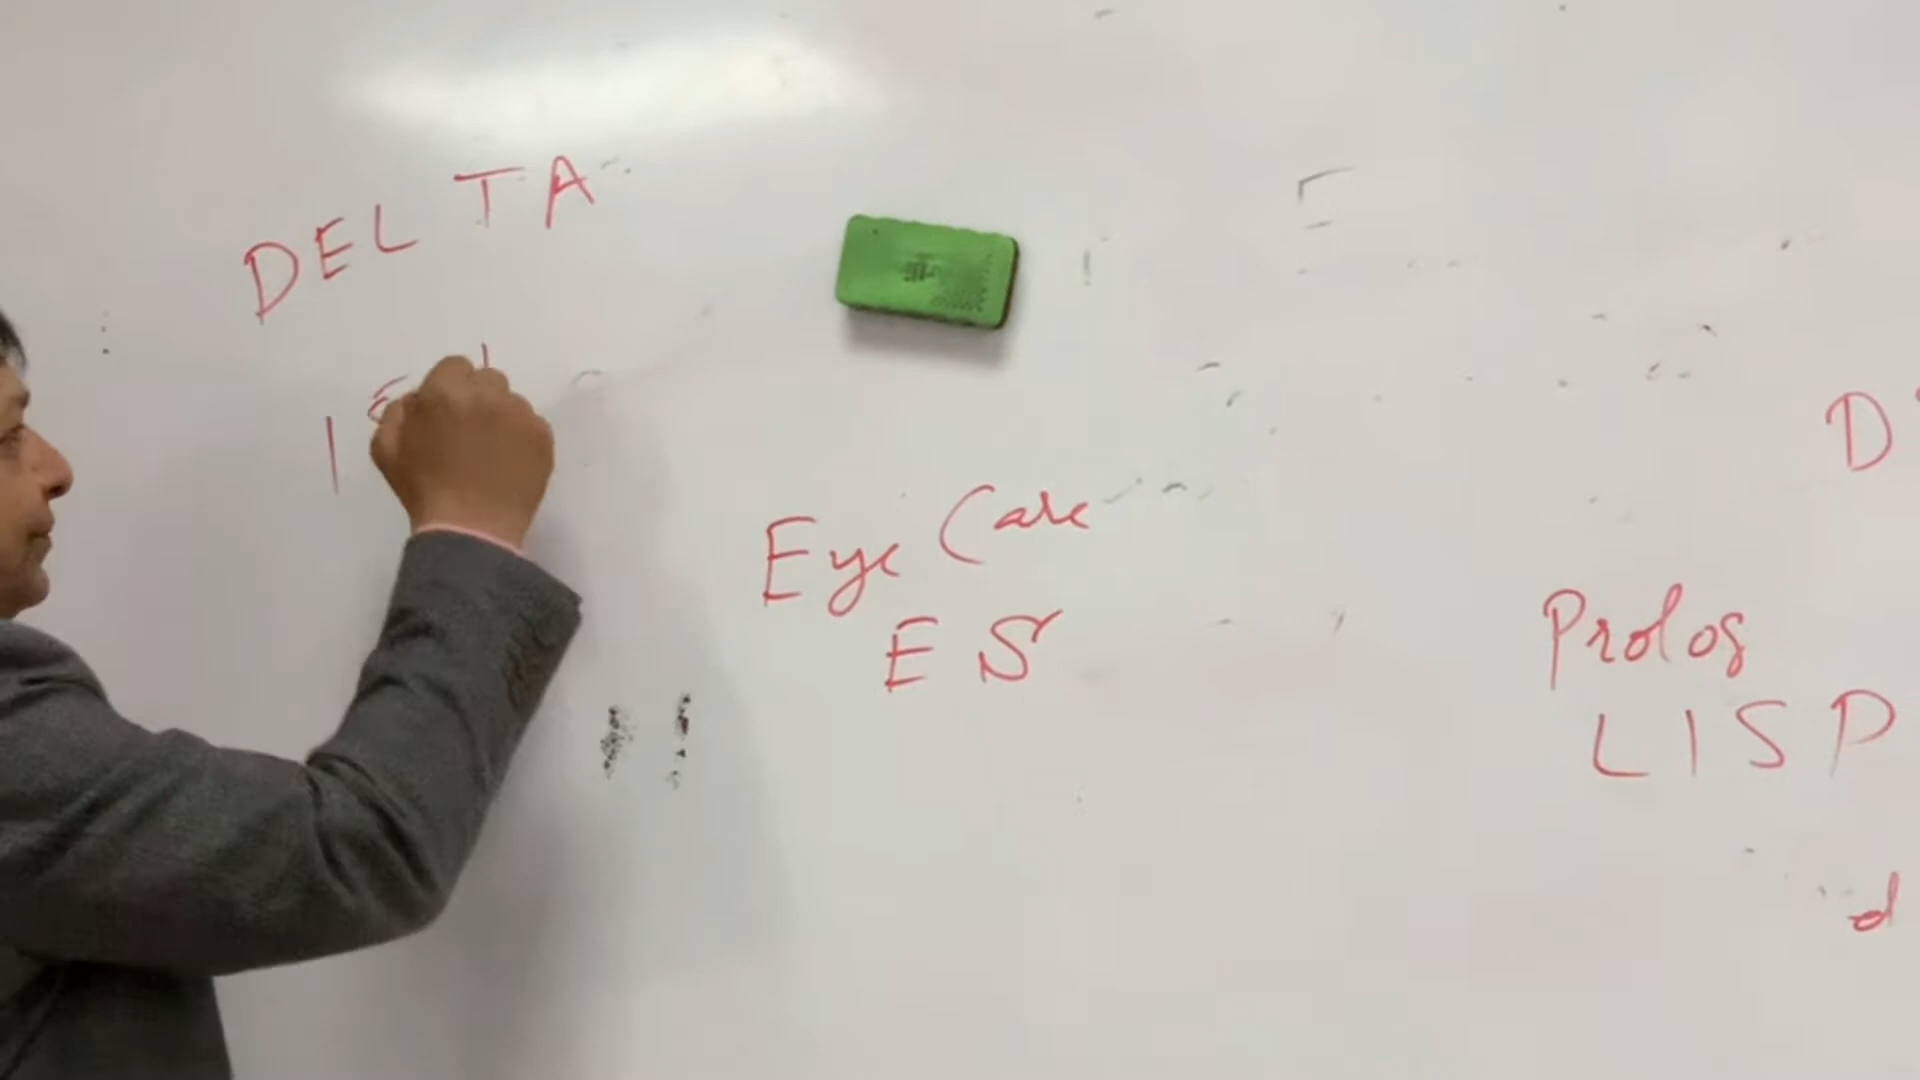 DELTA
Eye Care
ES
D
Prolog
LISP
d